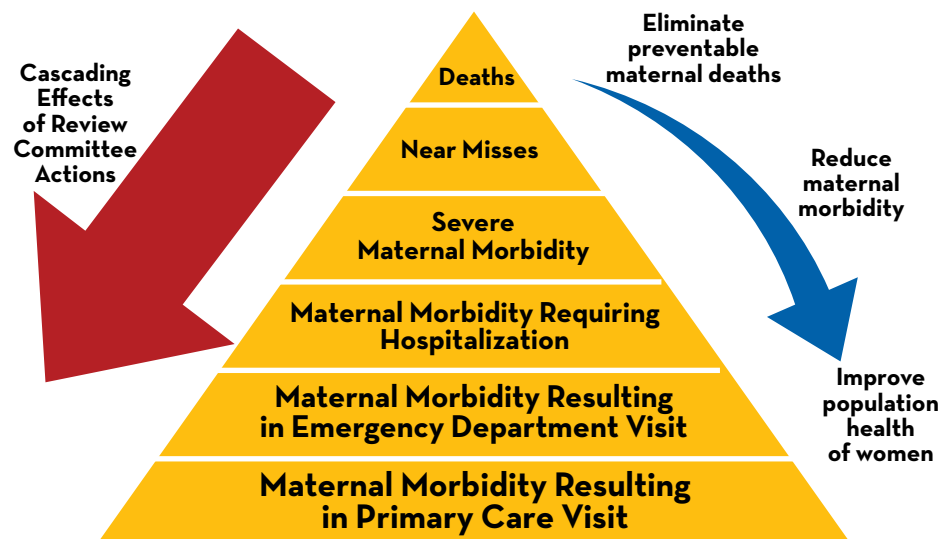 Cascading
Effects
of Review
Committee
Actions
Deaths
Near Misses
Severe
Maternal Morbidity
Maternal Morbidity Requiring
Hospitalization
Maternal Morbidity Resulting
in Emergency Department Visit
Maternal Morbidity Resulting
in Primary Care Visit
Eliminate
preventable
maternal deaths
Reduce
maternal
morbidity
Improve
population
health
of women